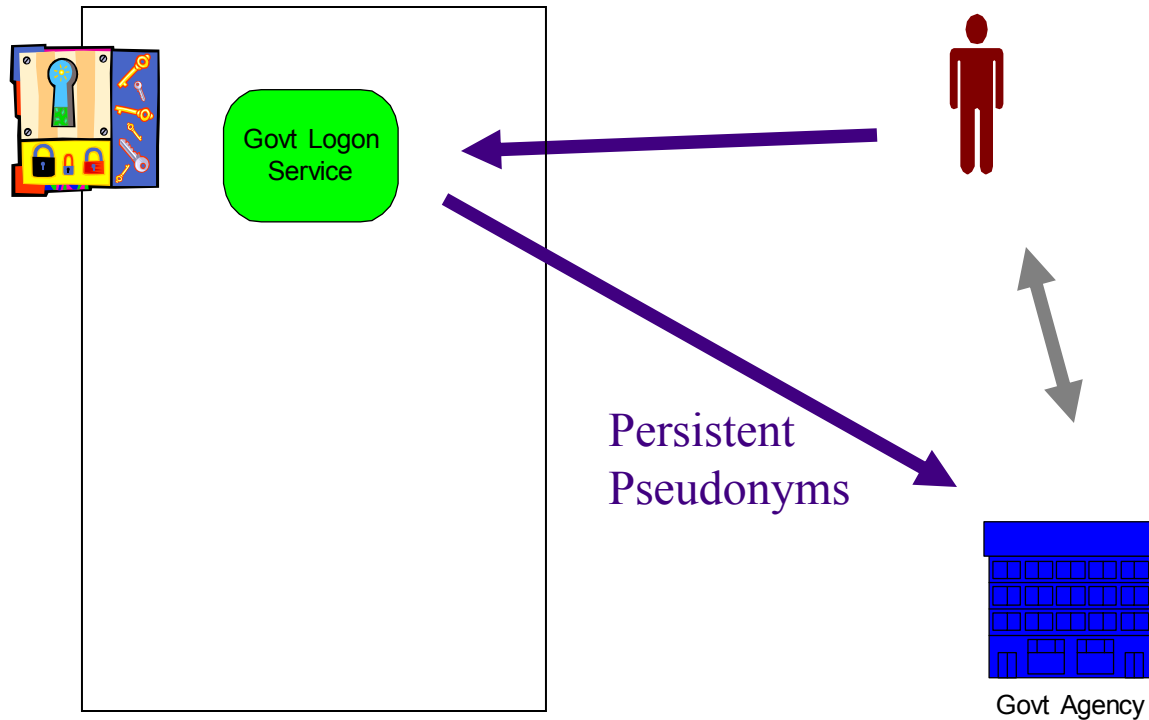 Govt Logon
Service
Persistent
Pseudonyms
Govt Agency